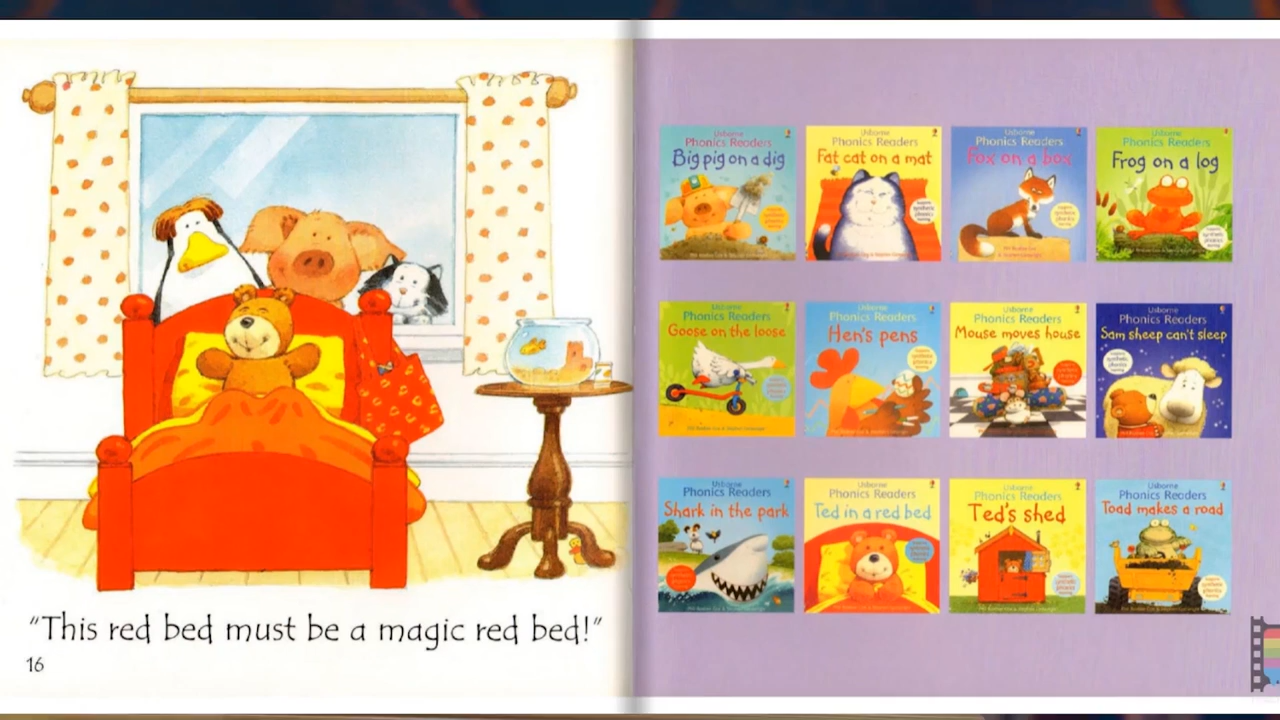 "This red bed must be a magic red bed!"
16
Usborne
Phonics Readers
Big pig on a dig
Usborne
Phonics Readers
Fat cat on a mat
Usborne
Phonics Readers
Fox on a box
Usborne
Phonics Readers
Frog on a log
Usborne
Phonics Readers
Goose on the loose
Usborne
Phonics Readers
Hen's pens
Usborne
Phonics Readers
Mouse moves house
Usborne
Phonics Readers
Sam sheep can't sleep
Usborne
Phonics Readers
Shark in the park
Usborne
Phonics Readers
Ted in a red bed
Usborne
Phonics Readers
Ted's shed
Usborne
Phonics Readers
Toad makes a road